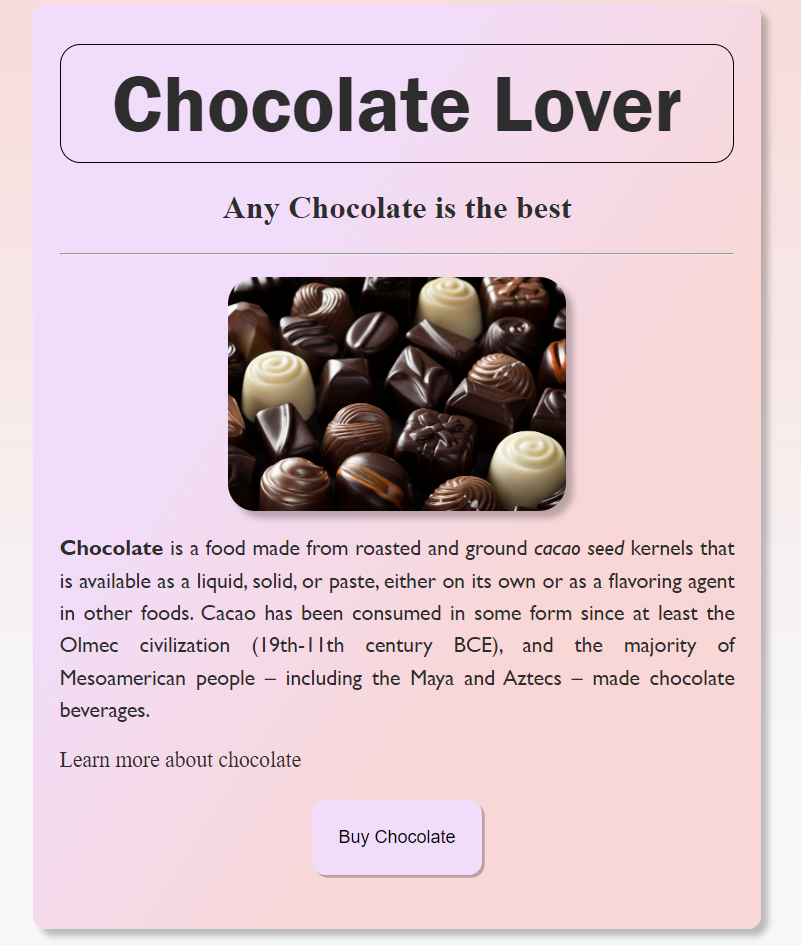 Chocolate Lover
Any Chocolate is the best
Chocolate is a food made from roasted and ground cacao seed kernels that
is available as a liquid, solid, or paste, either on its own or as a flavoring agent
in other foods. Cacao has been consumed in some form since at least the
Olmec civilization (19th-11th century BCE), and the majority of
Mesoamerican people – including the Maya and Aztecs – made chocolate
beverages.
Learn more about chocolate
Buy Chocolate